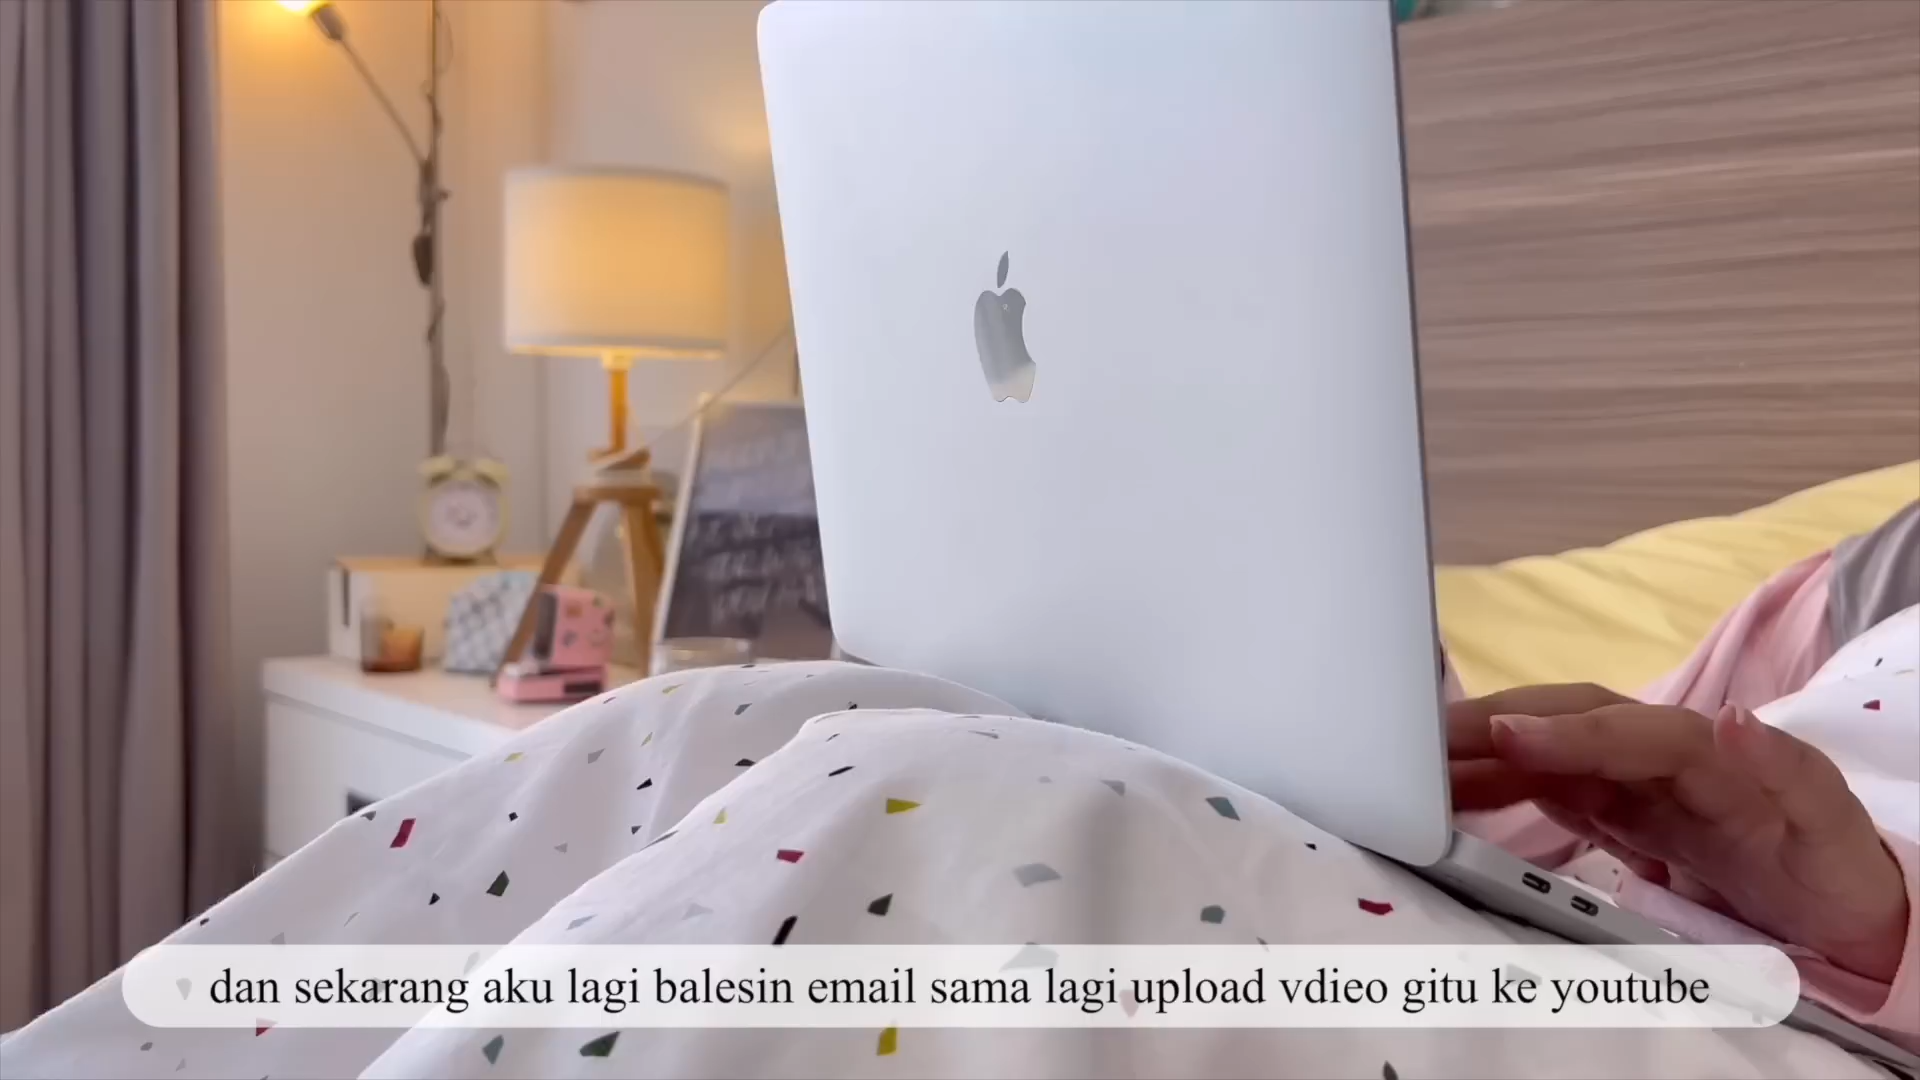 dan sekarang aku lagi balesin email sama lagi upload vdieo gitu ke youtube